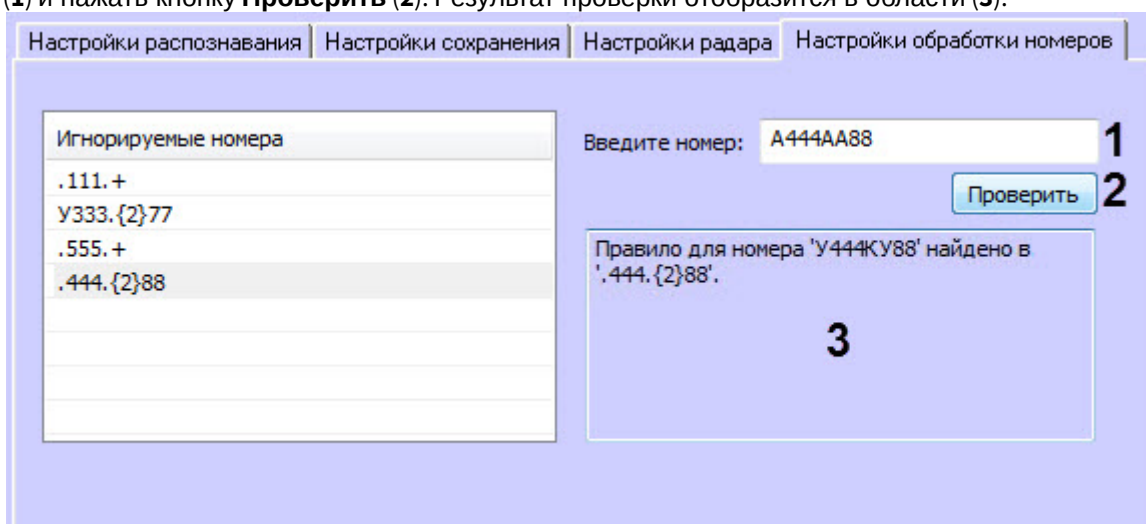 (1) и нажать кнопку Проверить (2). Результат проверки отобразится в области (3).
Настройки распознавания Настройки сохранения Настройки радара Настройки обработки номеров
Игнорируемые номера
.111.+
У333.{2}77
.555.+
.444.{2}88
Введите номер: А444АА88 1
Проверить 2
Правило для номера 'У444КУ88' найдено в
'.444.{2}88'.
3